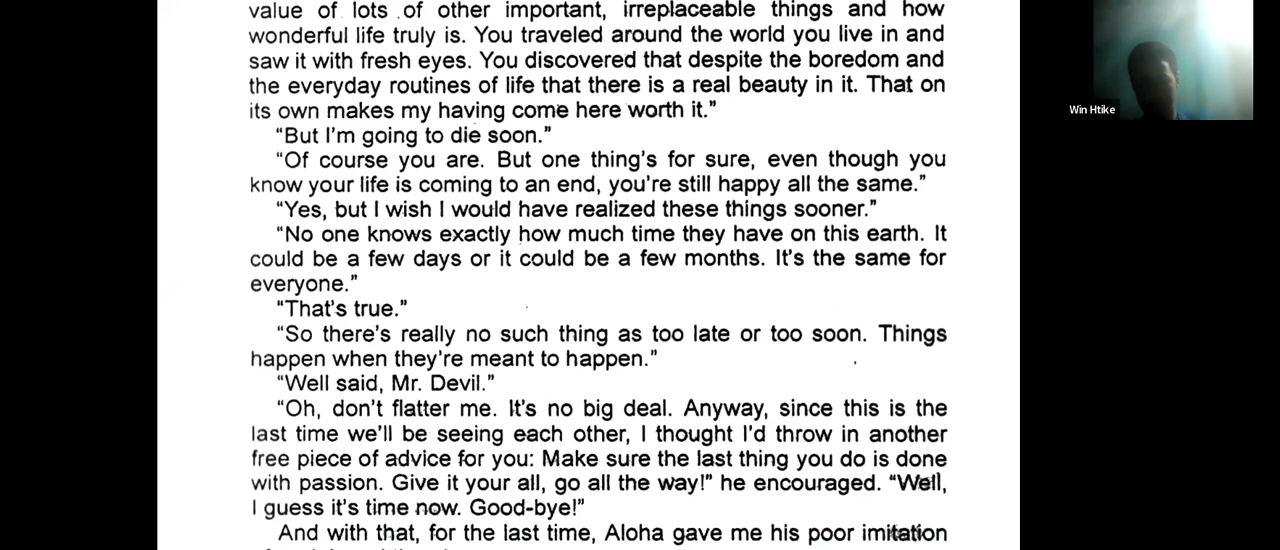 value of lots of other important, irreplaceable things and how
wonderful life truly is. You traveled around the world you live in and
saw it with fresh eyes. You discovered that despite the boredom and
the everyday routines of life that there is a real beauty in it. That on
its own makes my having come here worth it.”
“But I’m going to die soon.”
“Of course you are. But one thing’s for sure, even though you
know your life is coming to an end, you’re still happy all the same.”
“Yes, but I wish I would have realized these things sooner.”
“No one knows exactly how much time they have on this earth. It
could be a few days or it could be a few months. It’s the same for
everyone.”
“That’s true.”
“So there’s really no such thing as too late or too soon. Things
happen when they’re meant to happen.”
“Well said, Mr. Devil.”
“Oh, don’t flatter me. It’s no big deal. Anyway, since this is the
last time we’ll be seeing each other, I thought I’d throw in another
free piece of advice for you: Make sure the last thing you do is done
with passion. Give it your all, go all the way!” he encouraged. “Well,
I guess it’s time now. Good-bye!”
And with that, for the last time, Aloha gave me his poor imitation
Win Htike